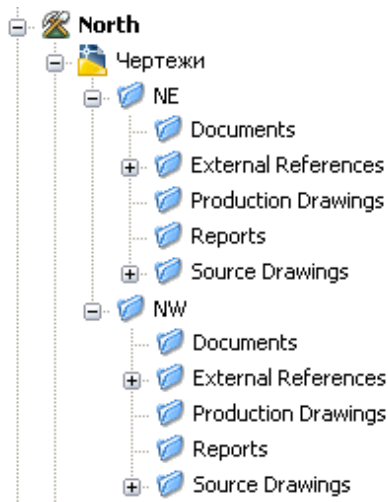 North
Чертежи
NE
Documents
External References
Production Drawings
Reports
Source Drawings
NW
Documents
External References
Production Drawings
Reports
Source Drawings